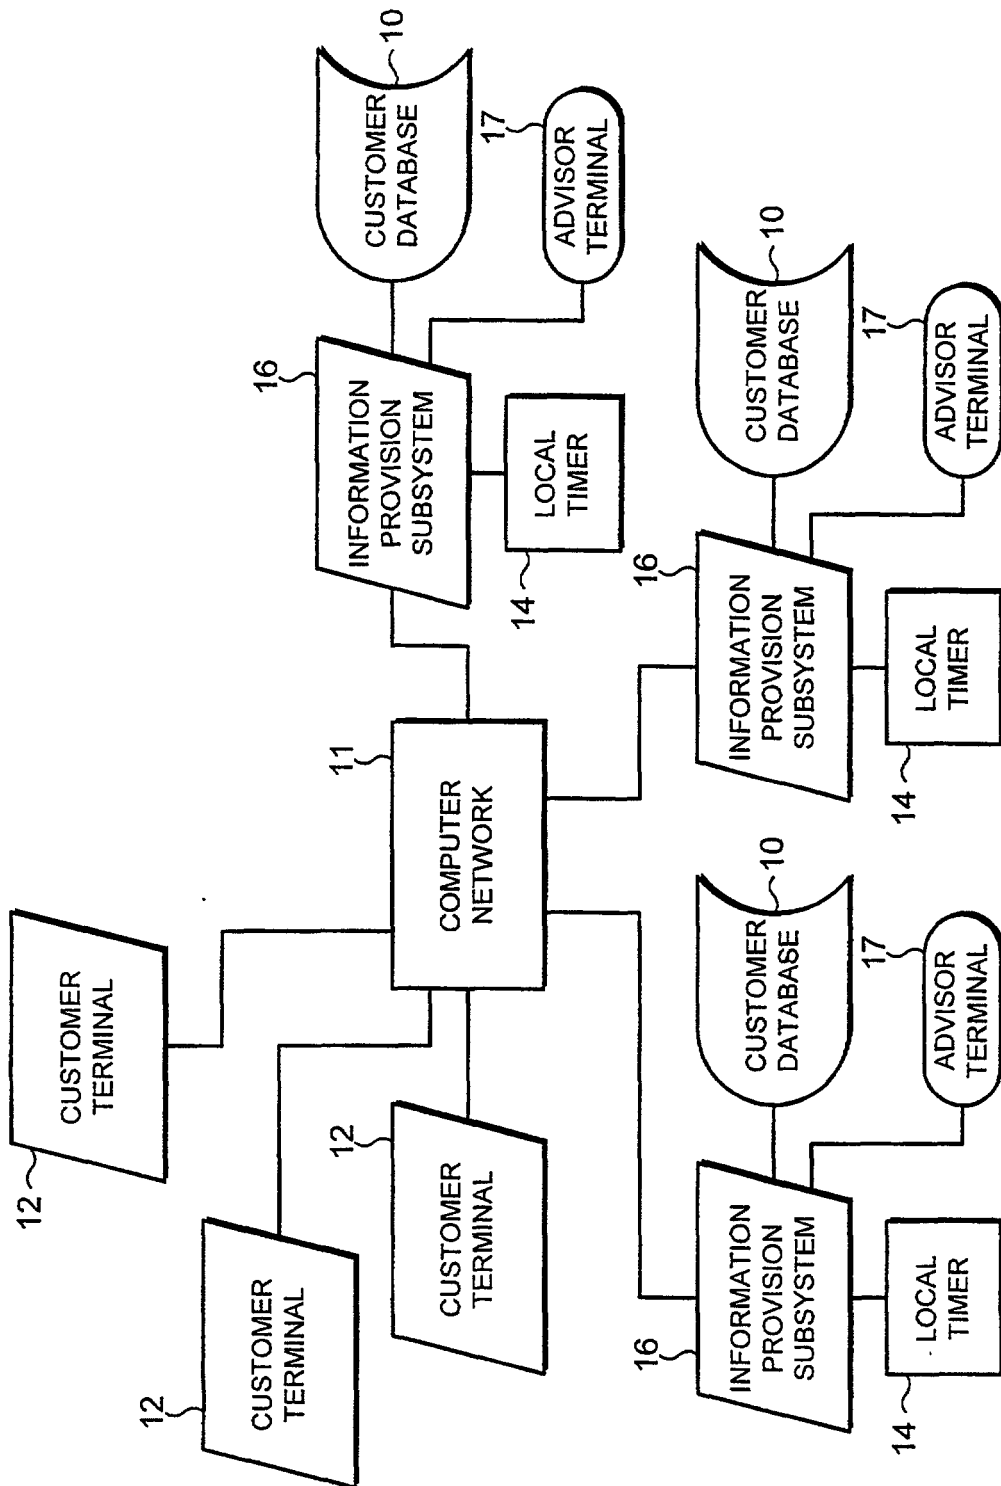 12
CUSTOMER
TERMINAL
12
CUSTOMER
TERMINAL
12
CUSTOMER
TERMINAL
11
COMPUTER
NETWORK
16
INFORMATION
PROVISION
SUBSYSTEM
10
CUSTOMER
DATABASE
17
ADVISOR
TERMINAL
14
LOCAL
TIMER
16
INFORMATION
PROVISION
SUBSYSTEM
10
CUSTOMER
DATABASE
17
ADVISOR
TERMINAL
14
LOCAL
TIMER
16
INFORMATION
PROVISION
SUBSYSTEM
10
CUSTOMER
DATABASE
17
ADVISOR
TERMINAL
14
LOCAL
TIMER